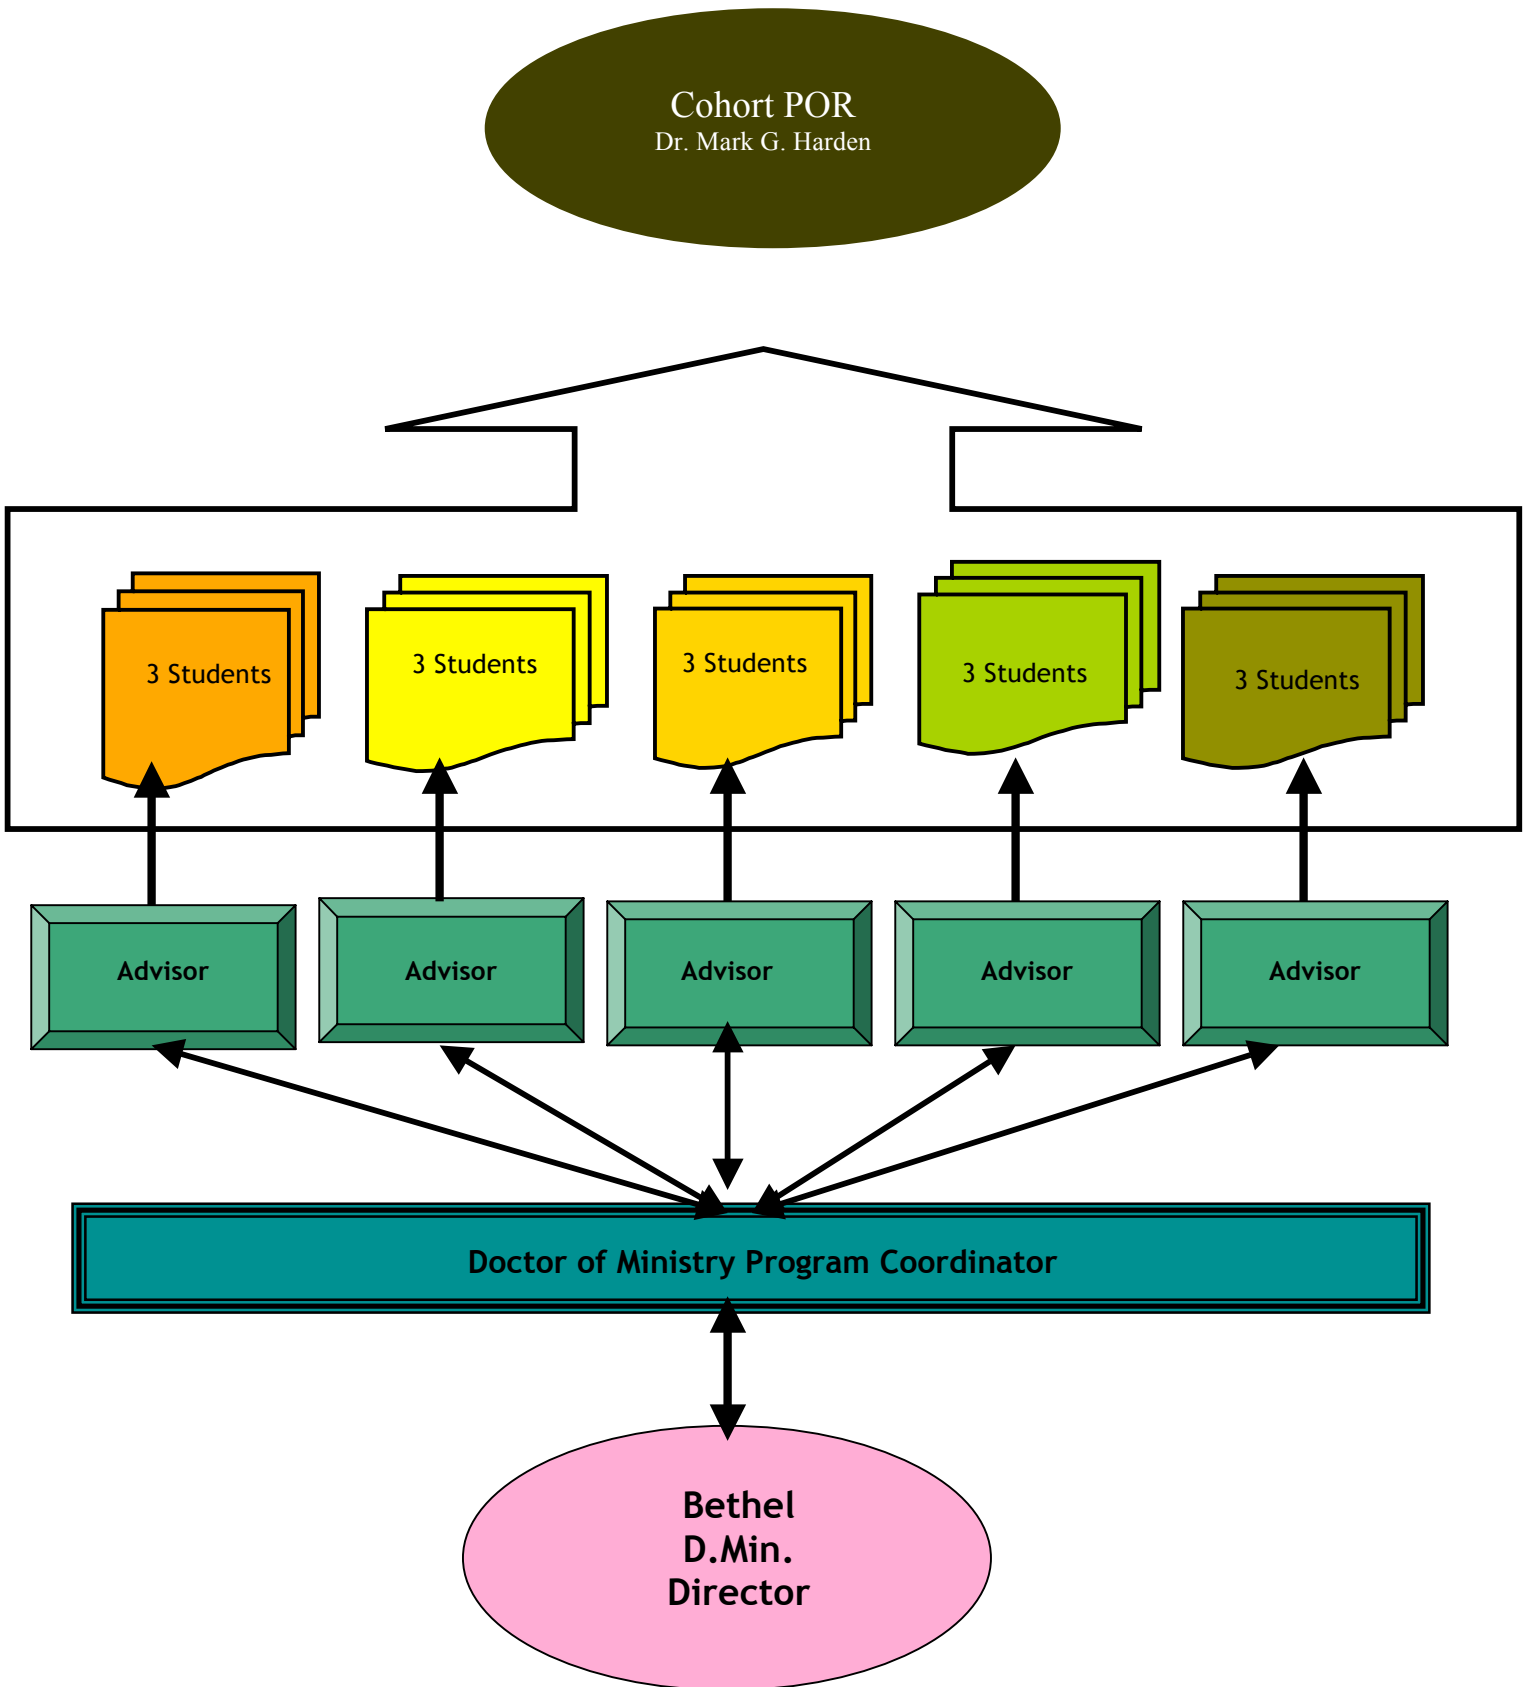 Cohort POR
Dr. Mark G. Harden
3 Students
3 Students
3 Students
3 Students
3 Students
Advisor
Advisor
Advisor
Advisor
Advisor
Doctor of Ministry Program Coordinator
Bethel
D.Min.
Director